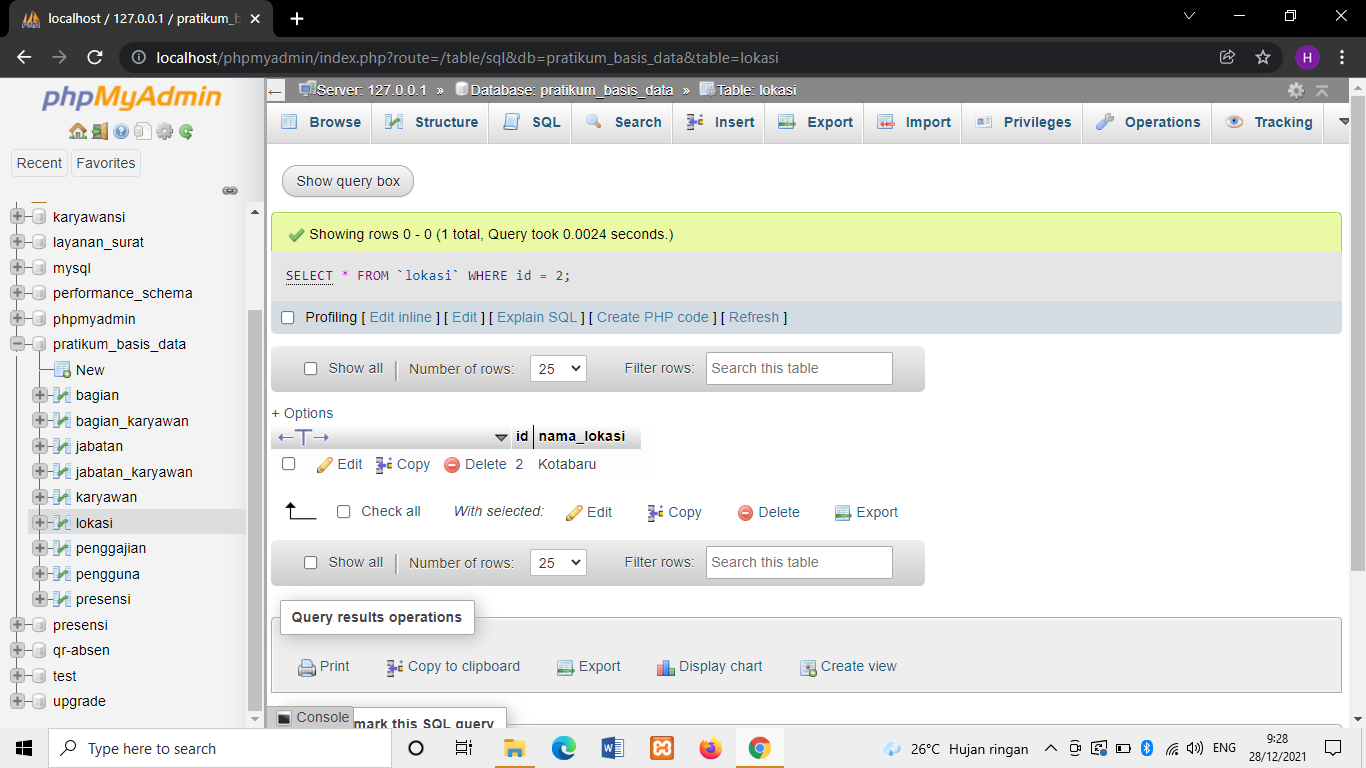 localhost / 127.0.0.1 / pratikum_b
localhost/phpmyadmin/index.php?route=/table/sql&db=pratikum_basis_data&table=lokasi
H
phpMyAdmin
Recent Favorites
karyawansi
layanan_surat
mysql
performance_schema
phpmyadmin
pratikum_basis_data
New
bagian
bagian_karyawan
jabatan
jabatan_karyawan
karyawan
lokasi
penggajian
pengguna
presensi
presensi
qr-absen
test
upgrade
Server: 127.0.0.1 » Database: pratikum_basis_data » Table: lokasi
Browse Structure SQL Search Insert Export Import Privileges Operations Tracking
Show query box
Showing rows 0 - 0 (1 total, Query took 0.0024 seconds.)
SELECT * FROM `lokasi` WHERE id = 2;
Profiling [ Edit inline ] [ Edit ] [ Explain SQL ] [ Create PHP code ] [ Refresh ]
Show all | Number of rows: 25 Filter rows: Search this table
+ Options
←T→ id nama_lokasi
Edit Copy Delete 2 Kotabaru
Check all With selected: Edit Copy Delete Export
Show all | Number of rows: 25 Filter rows: Search this table
Query results operations
Print Copy to clipboard Export Display chart Create view
Console
mark this SQL query
Type here to search
26°C Hujan ringan
ENG
9:28
28/12/2021